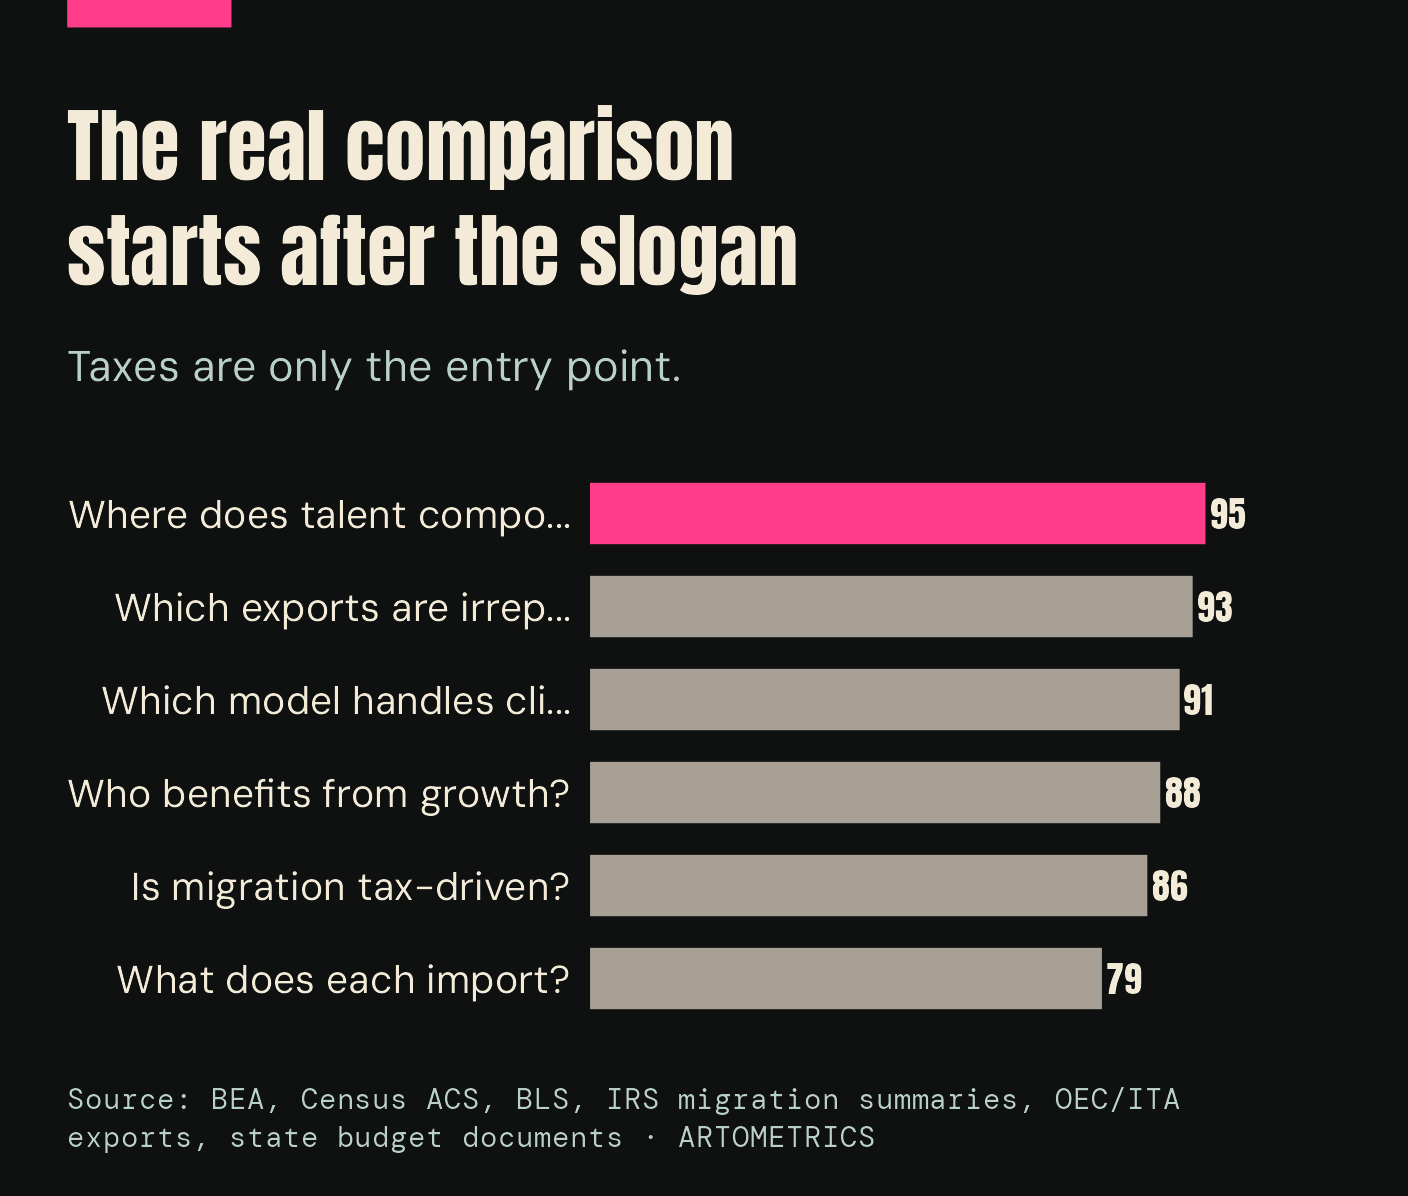 The real comparison
starts after the slogan
Taxes are only the entry point.
Where does talent compo... 95
Which exports are irrep... 93
Which model handles cli... 91
Who benefits from growth? 88
Is migration tax-driven? 86
What does each import? 79
Source: BEA, Census ACS, BLS, IRS migration summaries, OEC/ITA
exports, state budget documents · ARTOMETRICS